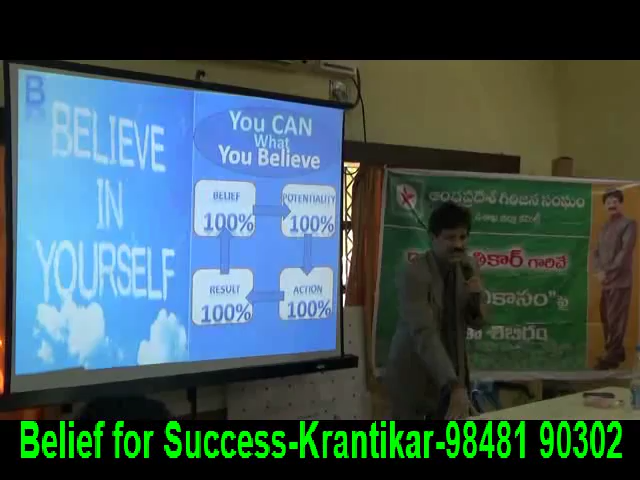 B
BELIEVE
IN
YOURSELF
You CAN
What
You Believe
BELIEF
100%
POTENTIALITY
100%
RESULT
100%
ACTION
100%
ఆంధ్రప్రదేశ్ గిరిజన సంఘం
గారిచే
Belief for Success-Krantikar-98481 90302